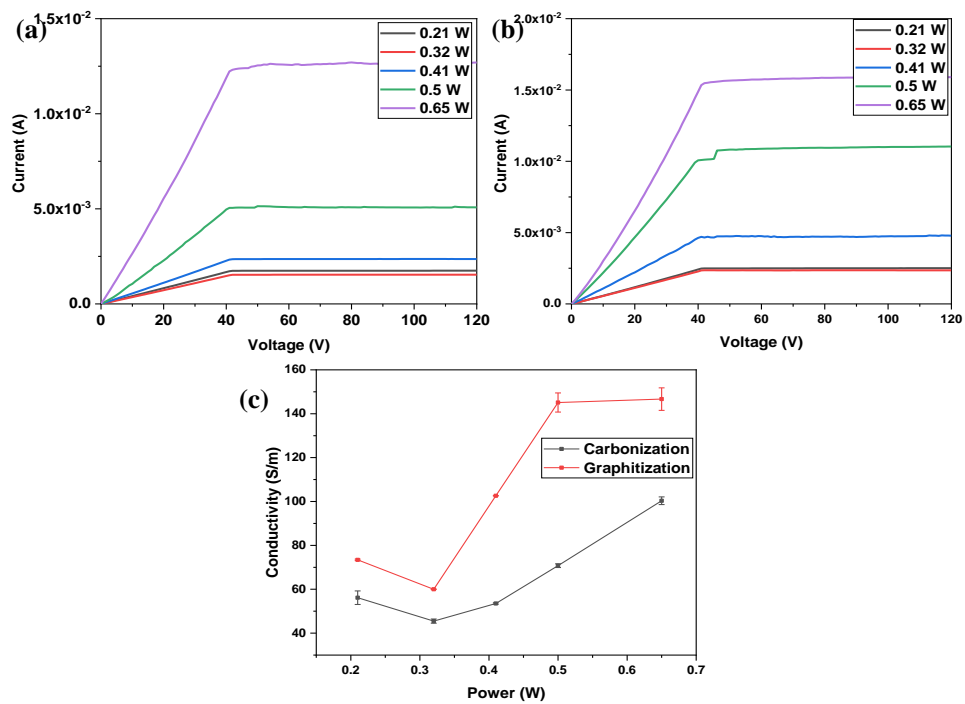 (a)
1.5x10⁻²
1.0x10⁻²
5.0x10⁻³
0.0
0 20 40 60 80 100 120
Current (A)
Voltage (V)
0.21 W
0.32 W
0.41 W
0.5 W
0.65 W
(b)
2.0x10⁻²
1.5x10⁻²
1.0x10⁻²
5.0x10⁻³
0.0
0 20 40 60 80 100 120
Current (A)
Voltage (V)
0.21 W
0.32 W
0.41 W
0.5 W
0.65 W
(c)
160
140
120
100
80
60
40
0.2 0.3 0.4 0.5 0.6 0.7
Conductivity (S/m)
Power (W)
Carbonization
Graphitization